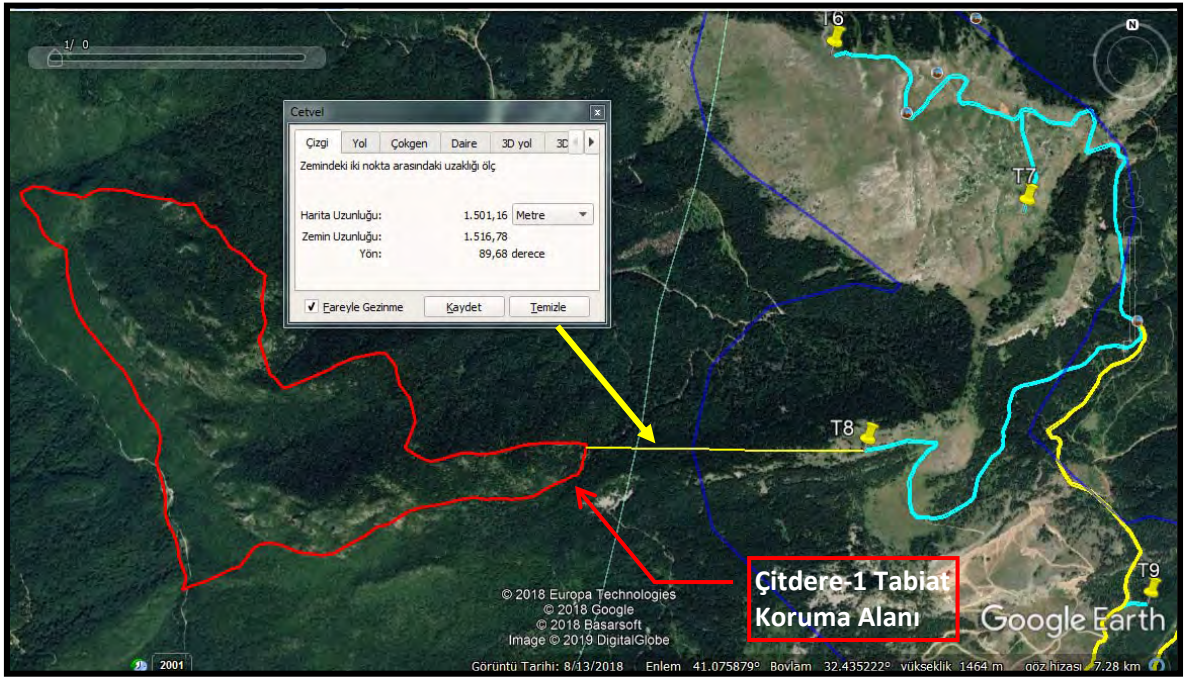 1/ 0
T6
N
Cetvel
x
Çizgi Yol Çokgen Daire 3D yol 3D
Zemindeki iki nokta arasındaki uzaklığı ölç
Harita Uzunluğu: 1.501,16 Metre
Zemin Uzunluğu: 1.516,78
Yön: 89,68 derece
Fareyle Gezinme Kaydet Temizle
T7
T8
T9
Çitdere-1 Tabiat
Koruma Alanı
© 2018 Europa Technologies
© 2018 Google
© 2018 Basarsoft
Image © 2019 DigitalGlobe
Google Earth
2001
Görüntü Tarihi: 8/13/2018 Enlem 41.075879° Boylam 32.435222° yükseklik 1464 m göz hizası 7.28 km